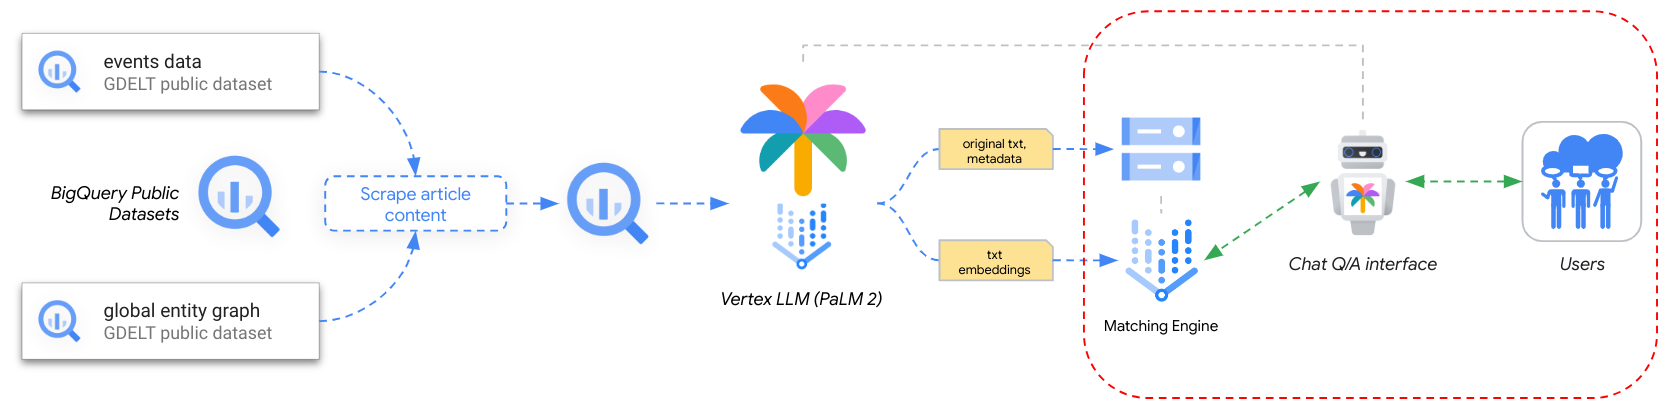 events data
GDELT public dataset
BigQuery Public
Datasets
global entity graph
GDELT public dataset
Scrape article
content
Vertex LLM (PaLM 2)
original txt,
metadata
txt
embeddings
Matching Engine
Chat Q/A interface
Users